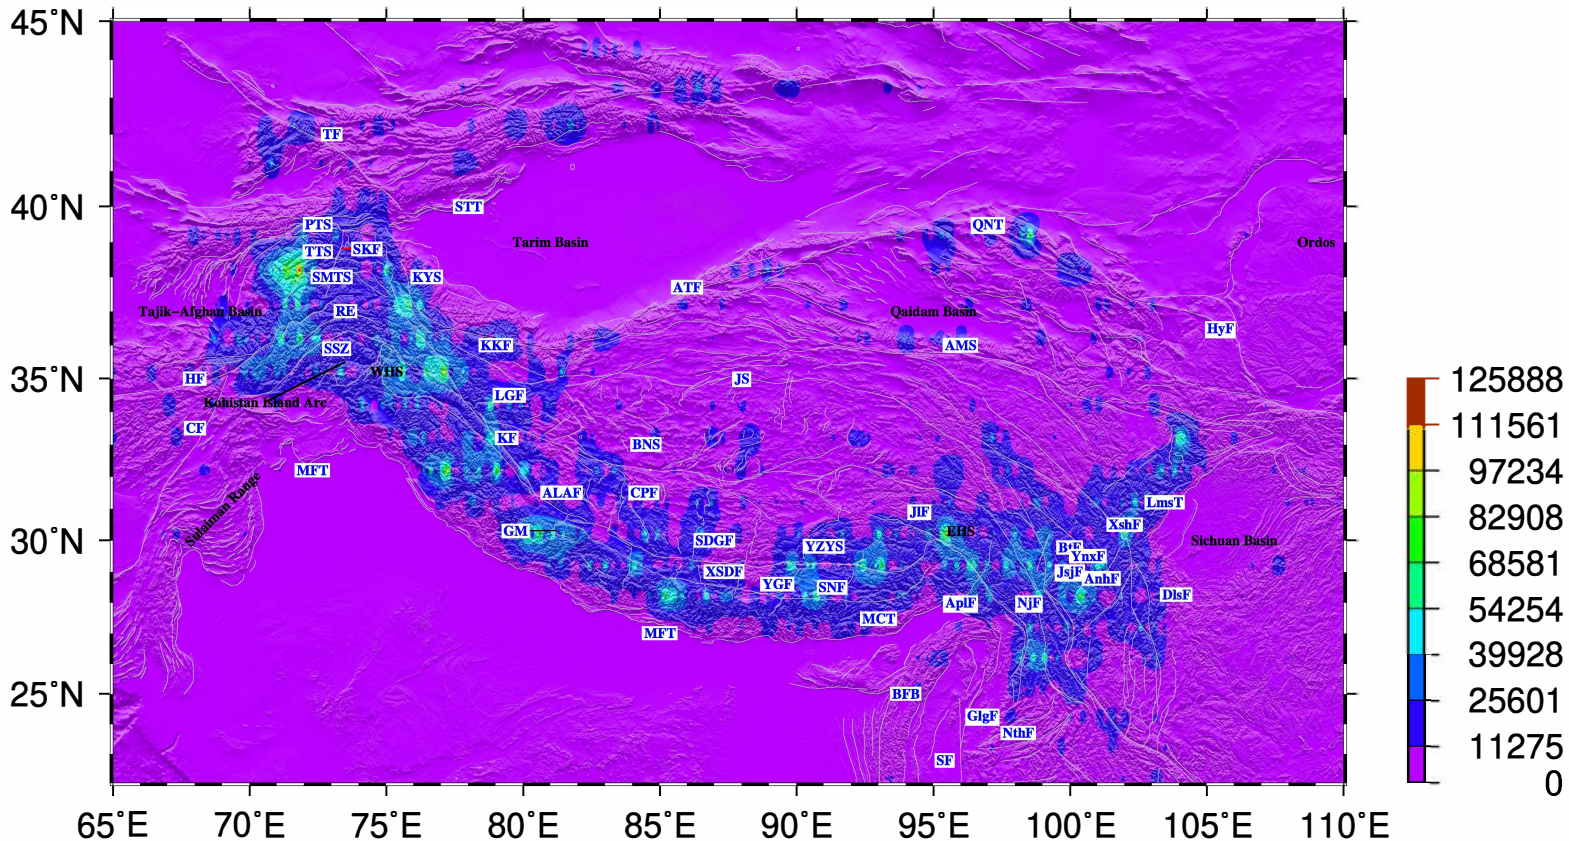 45˚N
40˚N
35˚N
30˚N
25˚N
65˚E
70˚E
75˚E
80˚E
85˚E
90˚E
95˚E
100˚E
105˚E
110˚E
TF
STT
PTS
TTS
SKF
SMTS
KYS
Tarim Basin
QNT
Ordos
ATF
Tajik–Afghan Basin
RE
Qaidam Basin
HyF
SSZ
KKF
AMS
WHS
HF
JS
LGF
Kohistan Island Arc
CF
KF
BNS
MFT
Sulaiman Range
ALAF
CPF
LmsT
JlF
XshF
GM
SDGF
YZYS
EHS
Sichuan Basin
BtF
YnxF
XSDF
JsjF
AnhF
YGF
SNF
DlsF
AplF
NjF
MCT
MFT
BFB
GlgF
NthF
SF
125888
111561
97234
82908
68581
54254
39928
25601
11275
0